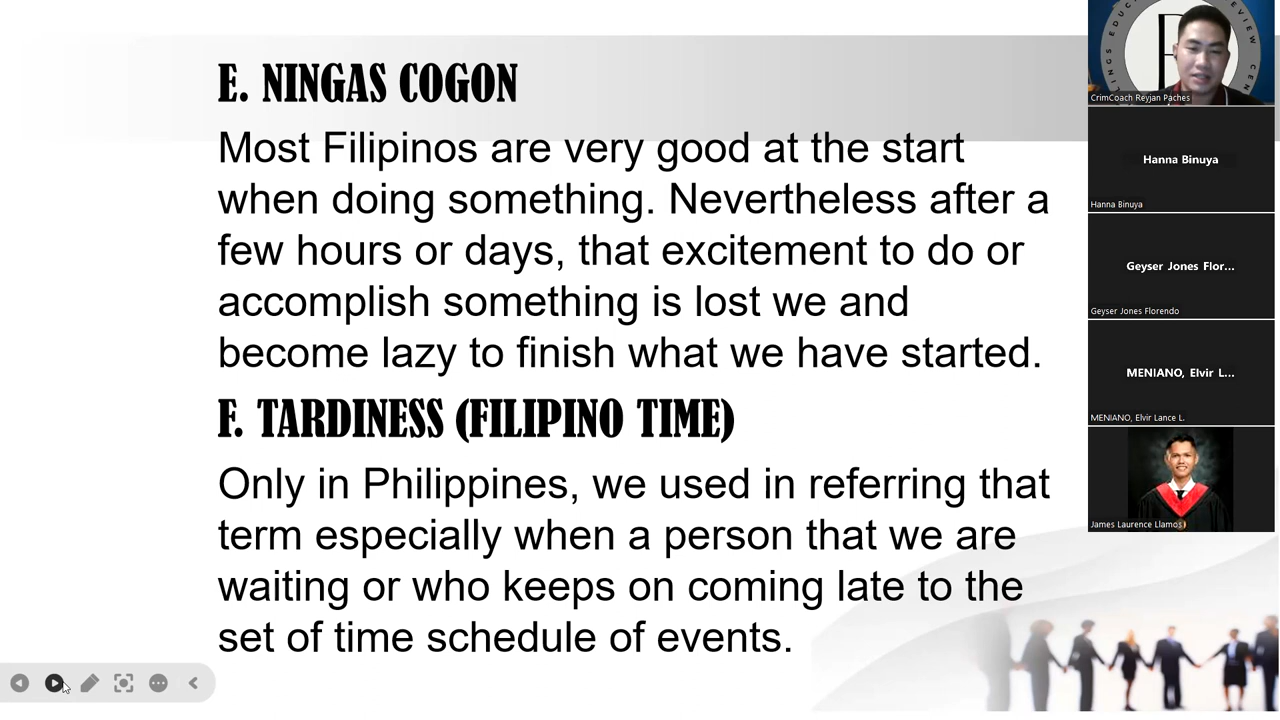 E. NINGAS COGON
Most Filipinos are very good at the start
when doing something. Nevertheless after a
few hours or days, that excitement to do or
accomplish something is lost we and
become lazy to finish what we have started.
F. TARDINESS (FILIPINO TIME)
Only in Philippines, we used in referring that
term especially when a person that we are
waiting or who keeps on coming late to the
set of time schedule of events.
CrimCoach Reyjan Paches
Hanna Binuya
Hanna Binuya
Geyser Jones Flor...
Geyser Jones Florendo
MENIANO, Elvir L...
MENIANO, Elvir Lance L.
James Laurence Llamos